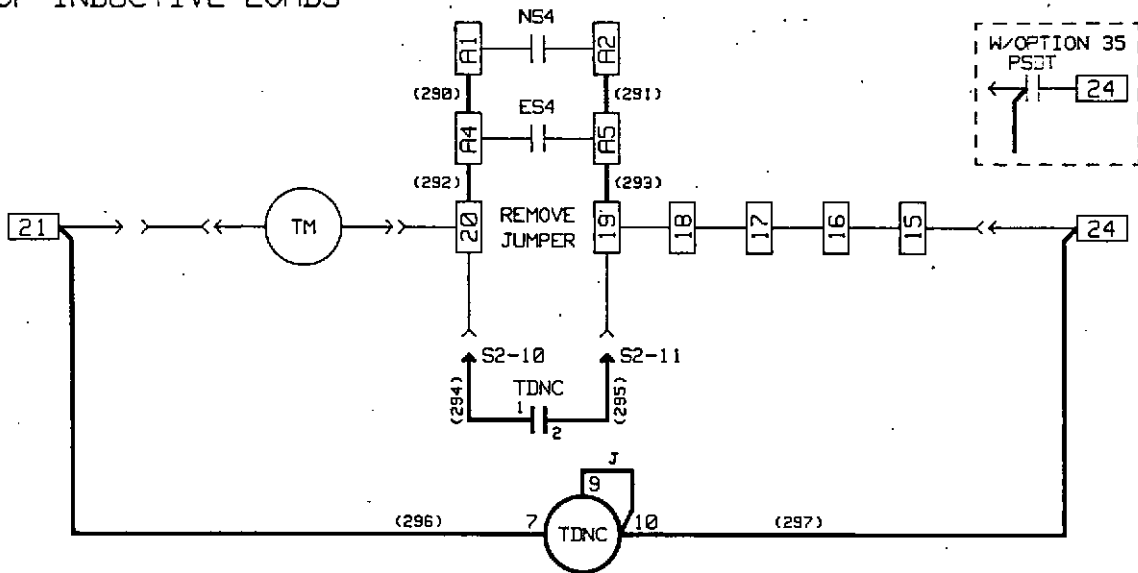 OF INDUCTIVE LOADS
NS4
A1
A2
W/OPTION 35
PSDT
24
(290)
(291)
ES4
A4
A5
(292)
(293)
21
TM
20
REMOVE
JUMPER
19
18
17
16
15
24
S2-10
S2-11
TDNC
(294)
1
2
(295)
J
9
(296)
7
TDNC
10
(297)